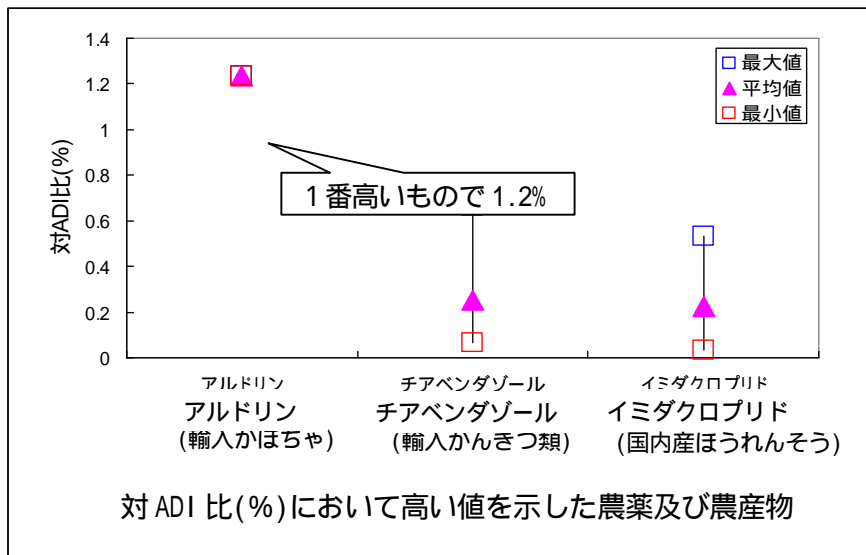 1.4
1.2
1
0.8
0.6
0.4
0.2
0
対ADI比(%)
最大値
平均値
最小値
1番高いもので1.2%
アルドリン
チアベンダゾール
イミダクロプリド
アルドリン
(輸入かぼちゃ)
チアベンダゾール
(輸入かんきつ類)
イミダクロプリド
(国内産ほうれんそう)
対ADI比(%)において高い値を示した農薬及び農産物